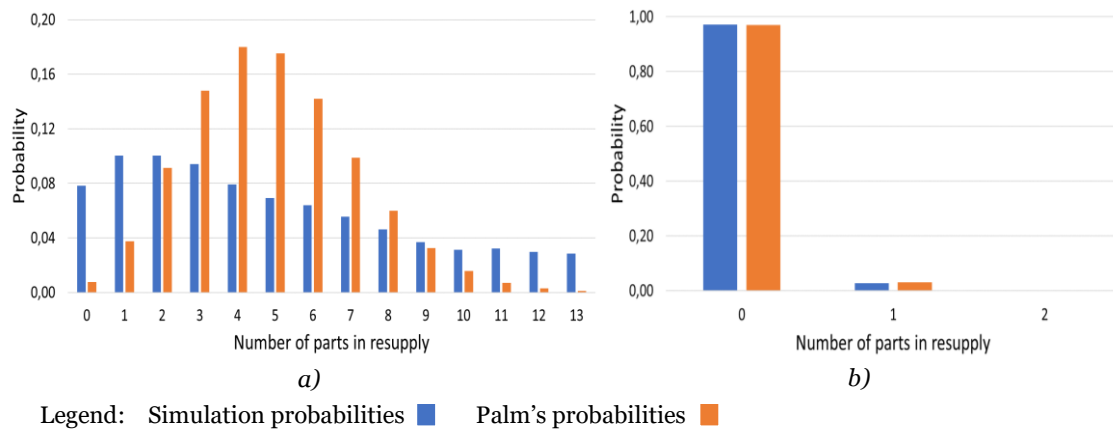 0,20
0,16
0,12
0,08
0,04
0,00
Probability
0 1 2 3 4 5 6 7 8 9 10 11 12 13
Number of parts in resupply
a)
1,00
0,80
0,60
0,40
0,20
0,00
Probability
0 1 2
Number of parts in resupply
b)
Legend: Simulation probabilities Palm’s probabilities